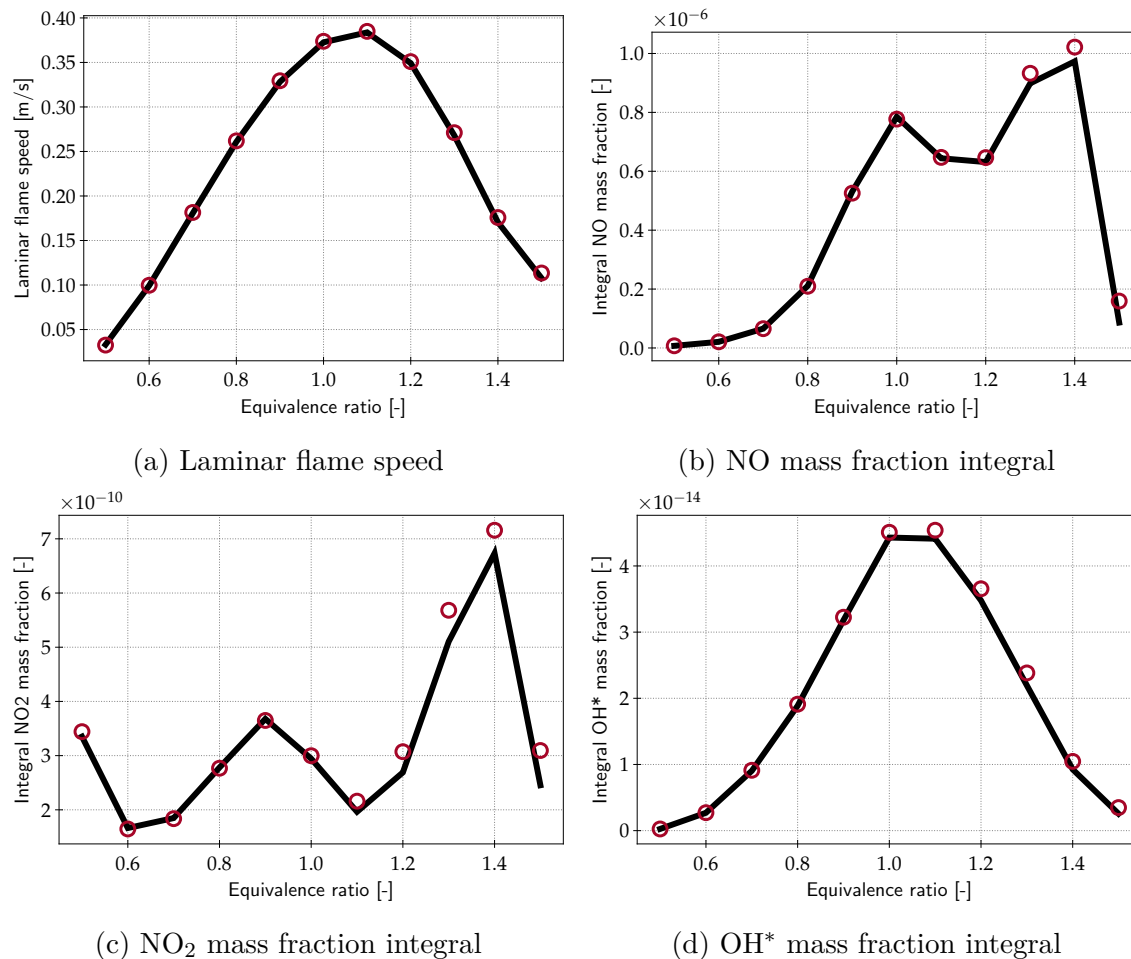 0.40
0.35
0.30
0.25
0.20
0.15
0.10
0.05
Laminar flame speed [m/s]
0.6 0.8 1.0 1.2 1.4
Equivalence ratio [-]
(a) Laminar flame speed
×10⁻⁶
1.0
0.8
0.6
0.4
0.2
0.0
Integral NO mass fraction [-]
0.6 0.8 1.0 1.2 1.4
Equivalence ratio [-]
(b) NO mass fraction integral
×10⁻¹⁰
7
6
5
4
3
2
Integral NO2 mass fraction [-]
0.6 0.8 1.0 1.2 1.4
Equivalence ratio [-]
(c) NO₂ mass fraction integral
×10⁻¹⁴
4
3
2
1
0
Integral OH* mass fraction [-]
0.6 0.8 1.0 1.2 1.4
Equivalence ratio [-]
(d) OH* mass fraction integral